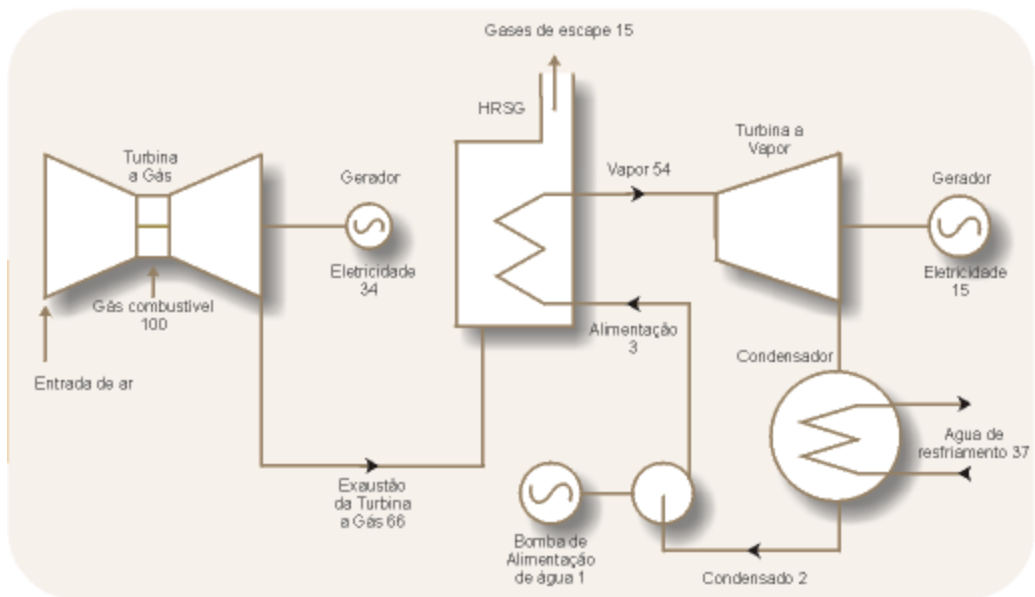 Gases de escape 15
HRSG
Turbina
a Gás
Gerador
Eletricidade
34
Gás combustível
100
Entrada de ar
Exaustão
da Turbina
a Gás 66
Vapor 54
Turbina a
Vapor
Gerador
Eletricidade
15
Alimentação
3
Condensador
Agua de
resfriamento 37
Bomba de
Alimentação
de água 1
Condensado 2